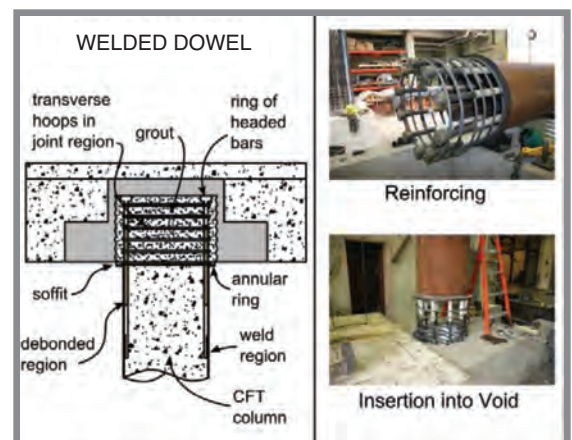 WELDED DOWEL
transverse
hoops in
joint region
grout
ring of
headed
bars
soffit
annular
ring
debonded
region
weld
region
CFT
column
Reinforcing
Insertion into Void